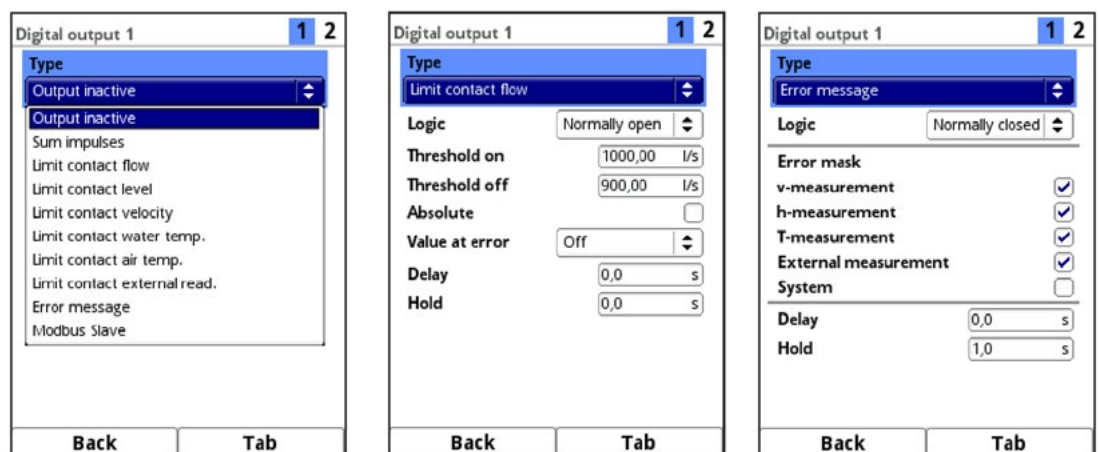 Digital output 1 1 2
Type
Output inactive
Output inactive
Sum impulses
Limit contact flow
Limit contact level
Limit contact velocity
Limit contact water temp.
Limit contact air temp.
Limit contact external read.
Error message
Modbus Slave
Back Tab
Digital output 1 1 2
Type
Limit contact flow
Logic Normally open
Threshold on 1000,00 l/s
Threshold off 900,00 l/s
Absolute
Value at error Off
Delay 0,0 s
Hold 0,0 s
Back Tab
Digital output 1 1 2
Type
Error message
Logic Normally closed
Error mask
v-measurement
h-measurement
T-measurement
External measurement
System
Delay 0,0 s
Hold 1,0 s
Back Tab